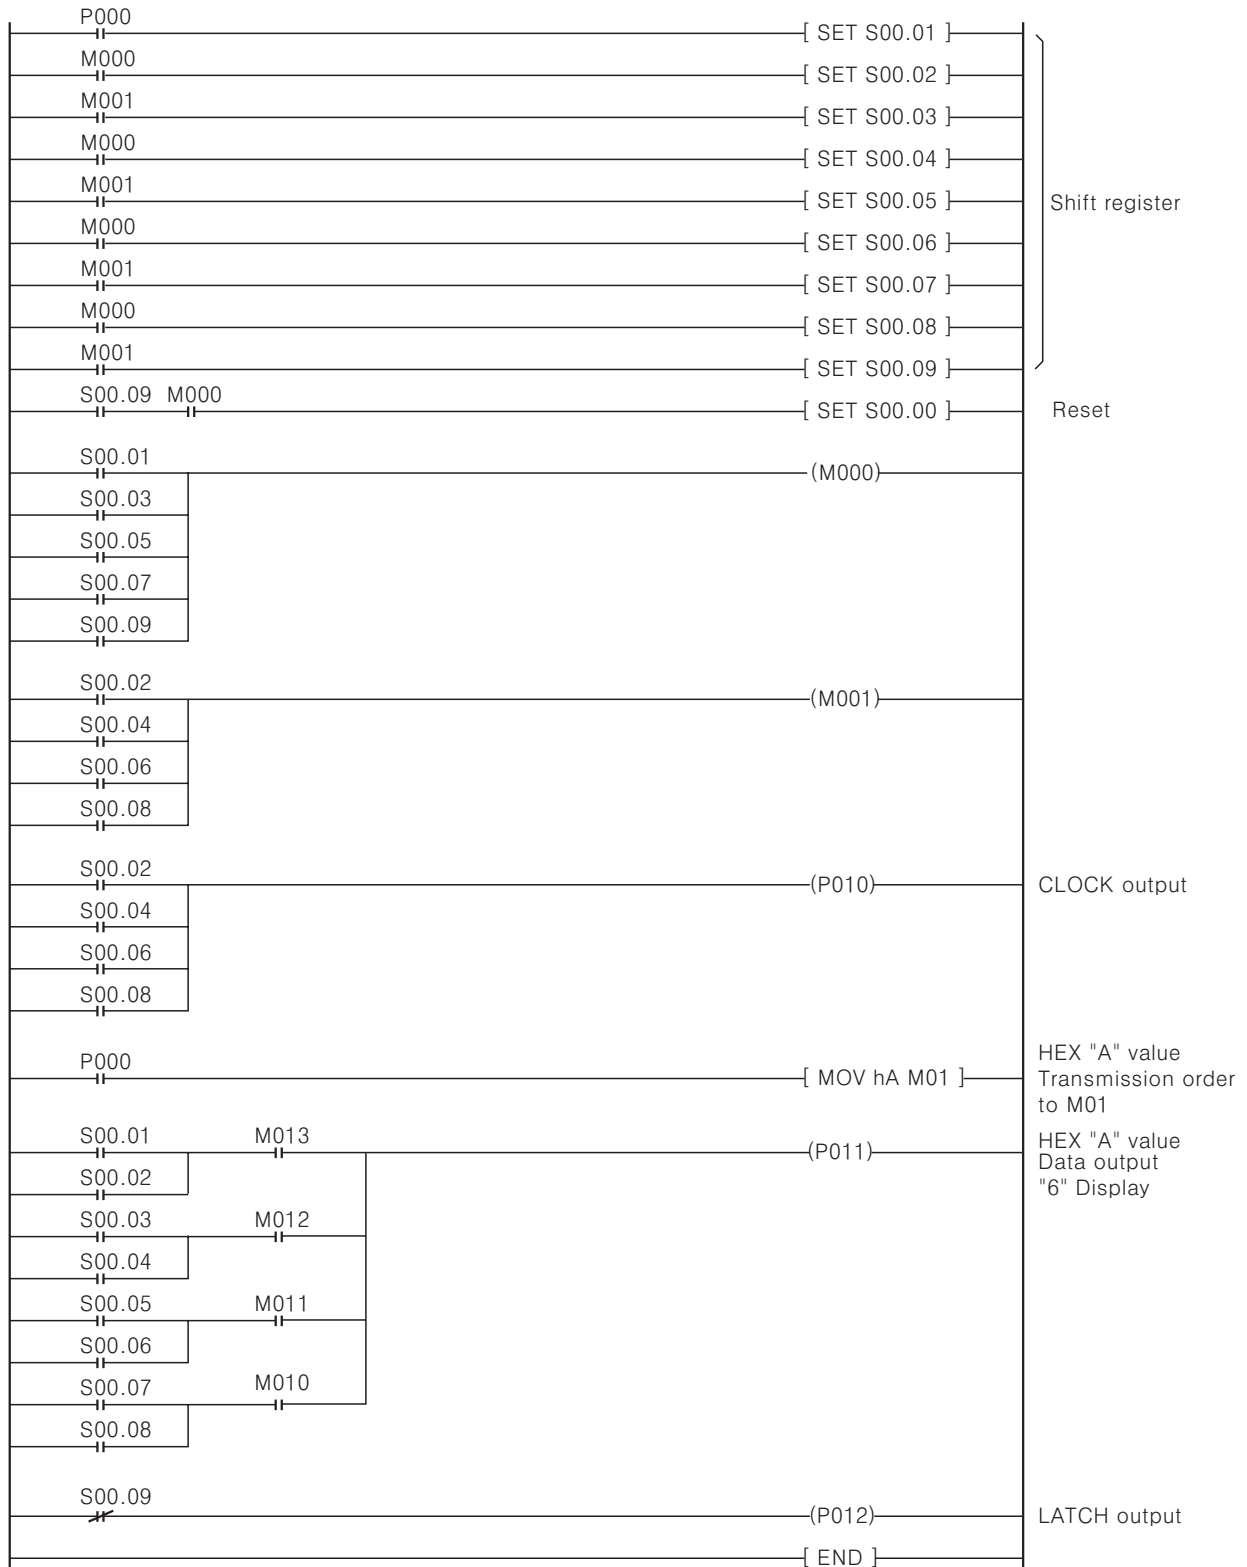 P000
[ SET S00.01 ]
M000
[ SET S00.02 ]
M001
[ SET S00.03 ]
M000
[ SET S00.04 ]
M001
[ SET S00.05 ]
Shift register
M000
[ SET S00.06 ]
M001
[ SET S00.07 ]
M000
[ SET S00.08 ]
M001
[ SET S00.09 ]
S00.09 M000
[ SET S00.00 ]
Reset
S00.01
(M000)
S00.03
S00.05
S00.07
S00.09
S00.02
(M001)
S00.04
S00.06
S00.08
S00.02
(P010)
CLOCK output
S00.04
S00.06
S00.08
P000
[ MOV hA M01 ]
HEX "A" value
Transmission order
to M01
S00.01 M013
(P011)
HEX "A" value
Data output
"6" Display
S00.02
S00.03 M012
S00.04
S00.05 M011
S00.06
S00.07 M010
S00.08
S00.09
(P012)
LATCH output
[ END ]